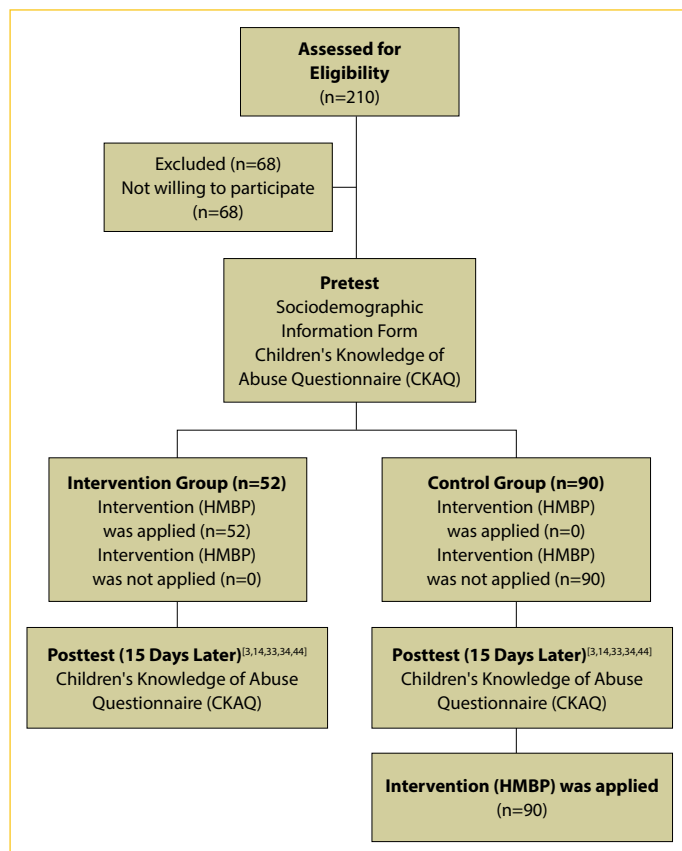 Assessed for
Eligibility
(n=210)
Excluded (n=68)
Not willing to participate
(n=68)
Pretest
Sociodemographic
Information Form
Children's Knowledge of
Abuse Questionnaire (CKAQ)
Intervention Group (n=52)
Intervention (HMBP)
was applied (n=52)
Intervention (HMBP)
was not applied (n=0)
Control Group (n=90)
Intervention (HMBP)
was applied (n=0)
Intervention (HMBP)
was not applied (n=90)
Posttest (15 Days Later)[3,14,33,34,44]
Children's Knowledge of Abuse
Questionnaire (CKAQ)
Posttest (15 Days Later)[3,14,33,34,44]
Children's Knowledge of Abuse
Questionnaire (CKAQ)
Intervention (HMBP) was applied
(n=90)